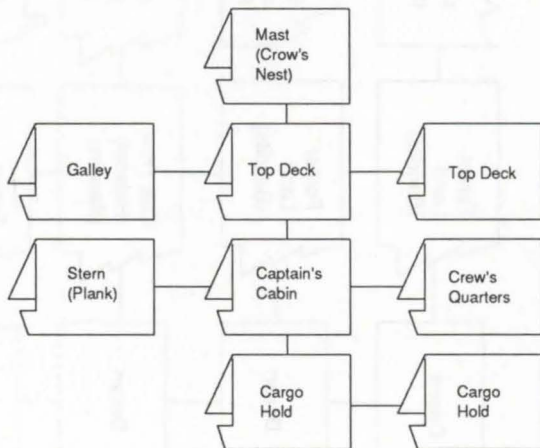 Mast
(Crow's
Nest)
Galley
Top Deck
Top Deck
Stern
(Plank)
Captain's
Cabin
Crew's
Quarters
Cargo
Hold
Cargo
Hold